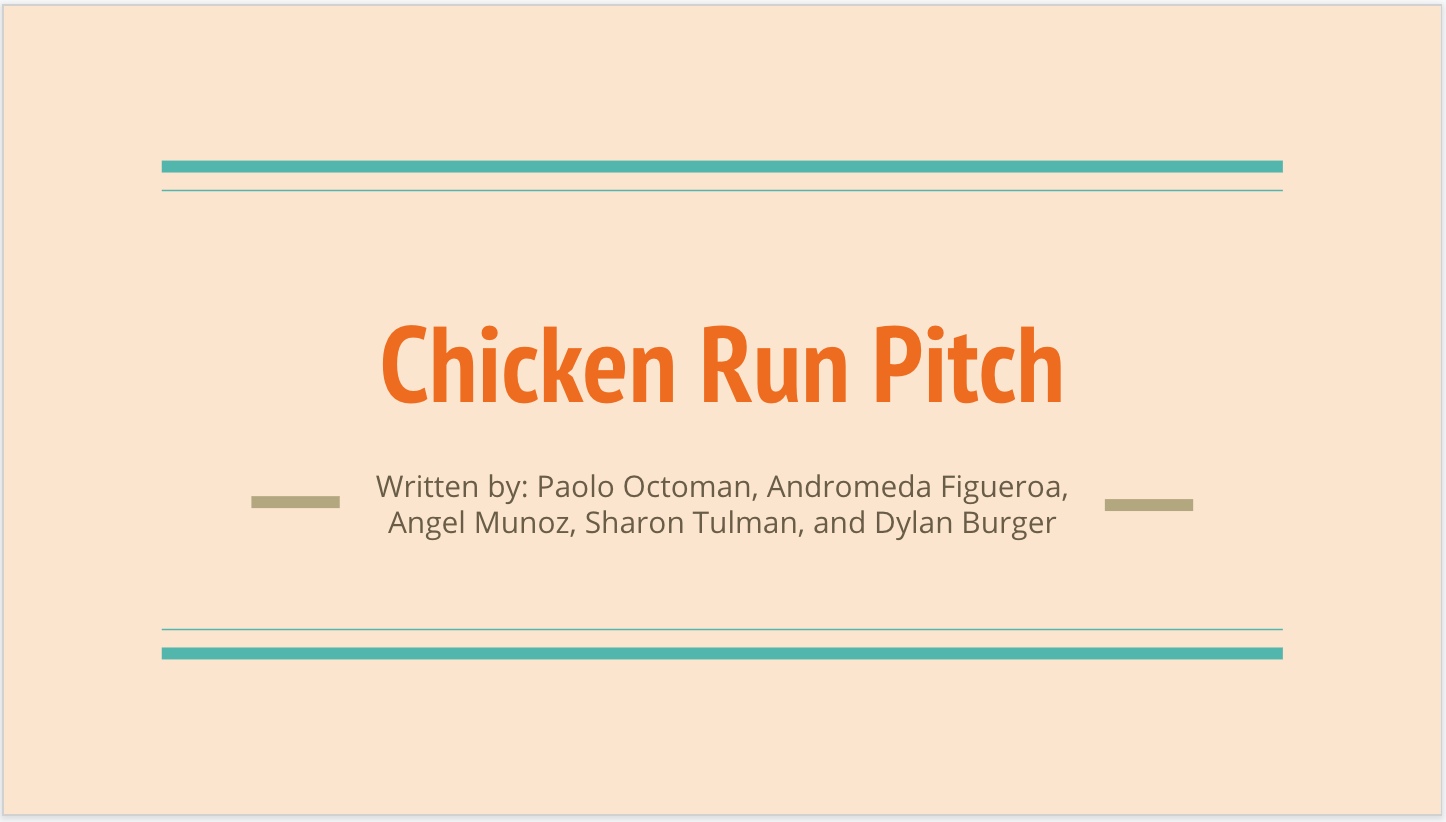 Chicken Run Pitch
Written by: Paolo Octoman, Andromeda Figueroa,
Angel Munoz, Sharon Tulman, and Dylan Burger